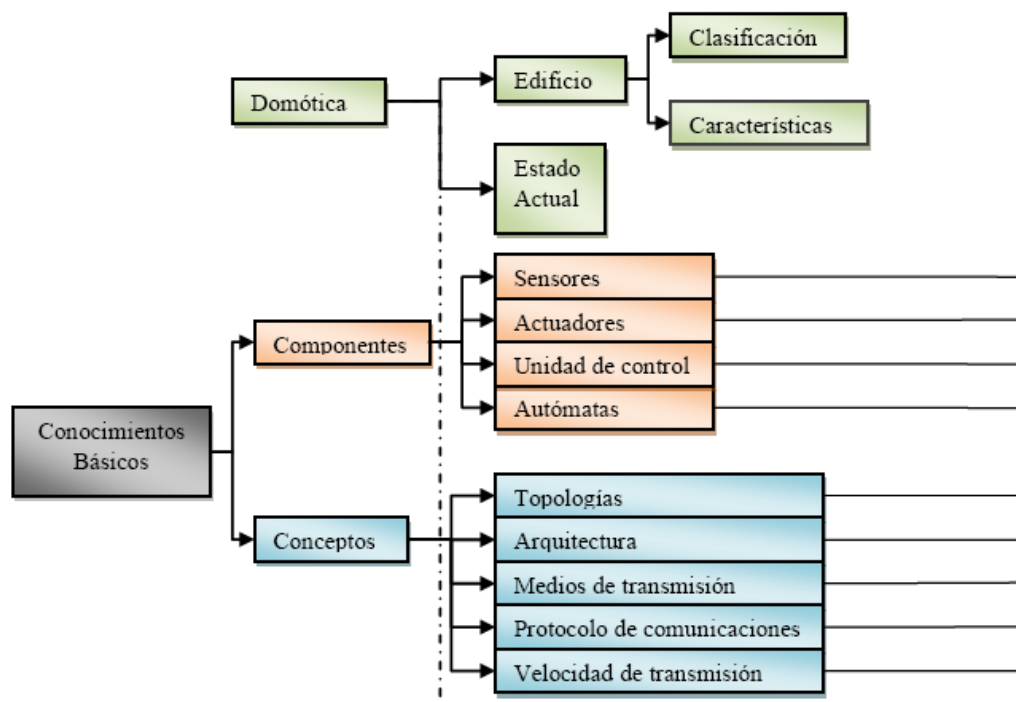 Clasificación
Edificio
Domótica
Características
Estado
Actual
Sensores
Actuadores
Componentes
Unidad de control
Autómatas
Conocimientos
Básicos
Topologías
Conceptos
Arquitectura
Medios de transmisión
Protocolo de comunicaciones
Velocidad de transmisión